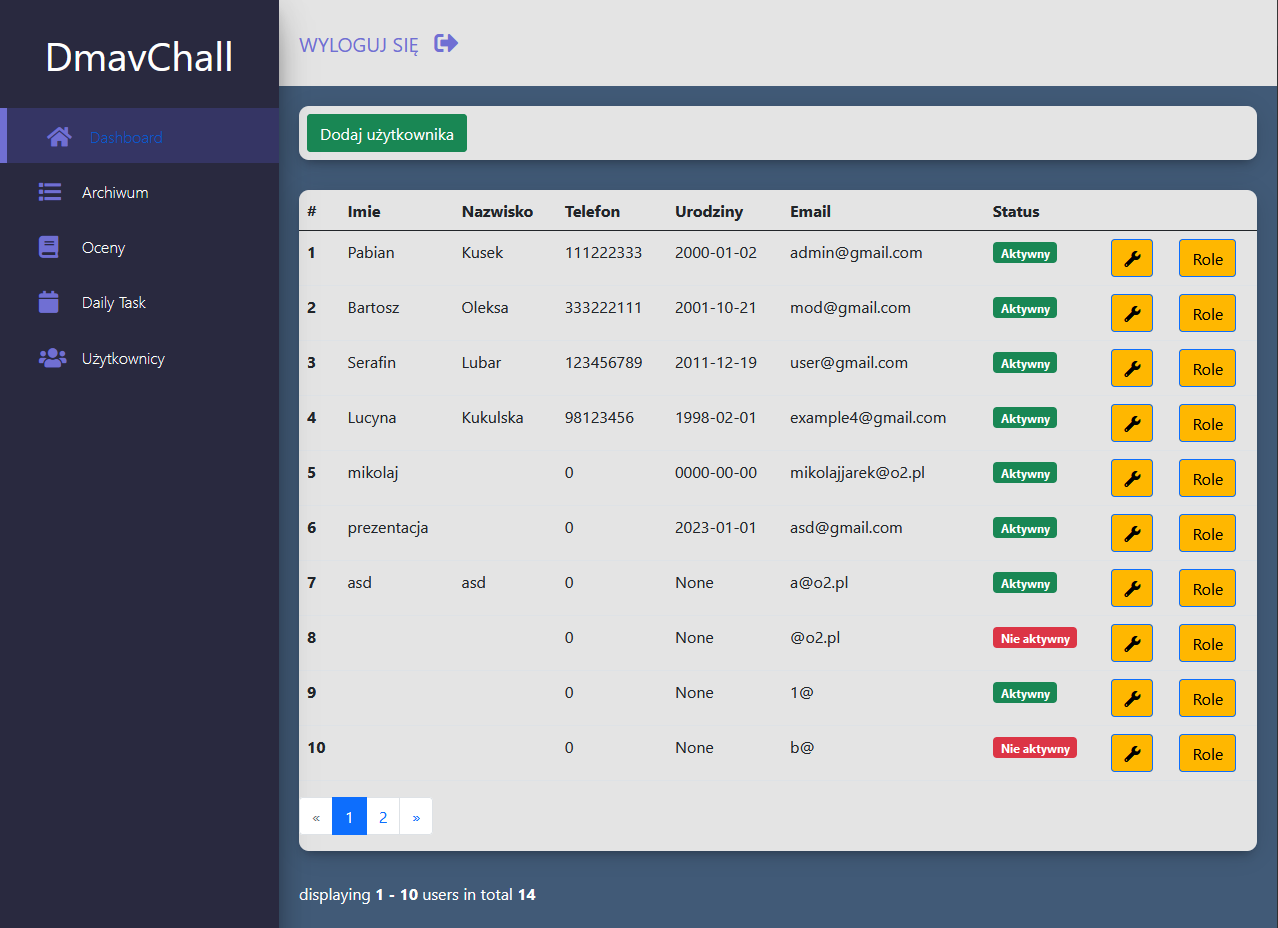 DmavChall
WYLOGUJ SIĘ
Dashboard
Archiwum
Oceny
Daily Task
Użytkownicy
Dodaj użytkownika
# Imie Nazwisko Telefon Urodziny Email Status
1 Pabian Kusek 111222333 2000-01-02 admin@gmail.com Aktywny Role
2 Bartosz Oleksa 333222111 2001-10-21 mod@gmail.com Aktywny Role
3 Serafin Lubar 123456789 2011-12-19 user@gmail.com Aktywny Role
4 Lucyna Kukulska 98123456 1998-02-01 example4@gmail.com Aktywny Role
5 mikolaj 0 0000-00-00 mikolajjarek@o2.pl Aktywny Role
6 prezentacja 0 2023-01-01 asd@gmail.com Aktywny Role
7 asd asd 0 None a@o2.pl Aktywny Role
8 0 None @o2.pl Nie aktywny Role
9 0 None 1@ Aktywny Role
10 0 None b@ Nie aktywny Role
« 1 2 »
displaying 1 - 10 users in total 14